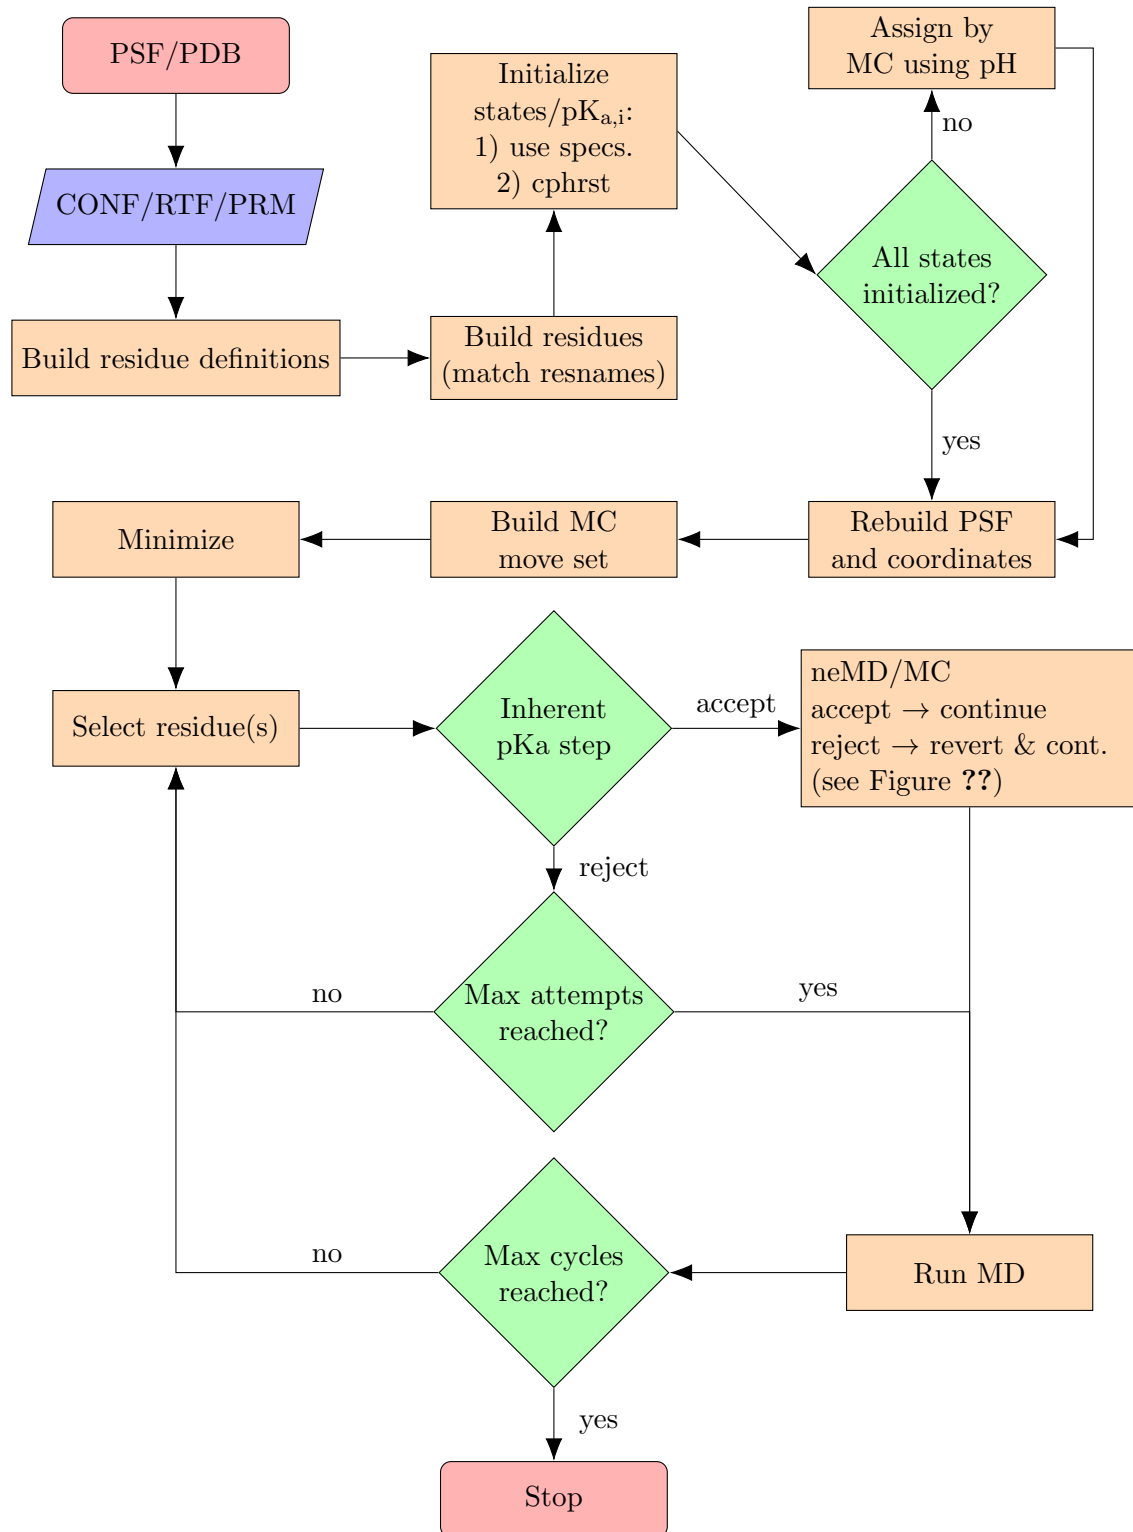 PSF/PDB
CONF/RTF/PRM
Build residue definitions
Build residues
(match resnames)
Initialize
states/pKa,i:
1) use specs.
2) cphrst
All states
initialized?
no
Assign by
MC using pH
yes
Rebuild PSF
and coordinates
Build MC
move set
Minimize
Select residue(s)
Inherent
pKa step
accept
neMD/MC
accept → continue
reject → revert & cont.
(see Figure ??)
reject
Max attempts
reached?
no
yes
Run MD
Max cycles
reached?
no
yes
Stop